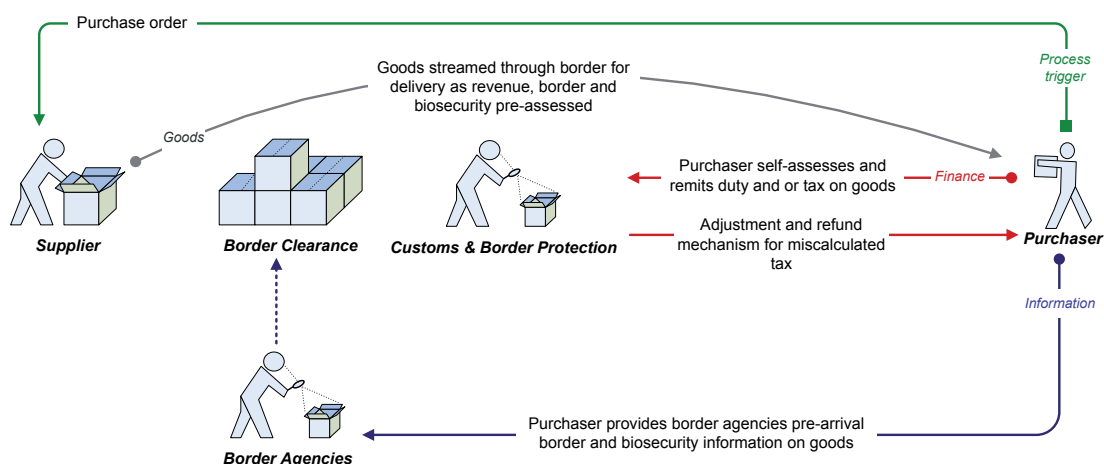 Purchase order
Process
trigger
Goods streamed through border for
delivery as revenue, border and
biosecurity pre-assessed
Goods
Purchaser self-assesses and
remits duty and or tax on goods
Finance
Adjustment and refund
mechanism for miscalculated
tax
Supplier
Border Clearance
Customs & Border Protection
Purchaser
Information
Purchaser provides border agencies pre-arrival
border and biosecurity information on goods
Border Agencies